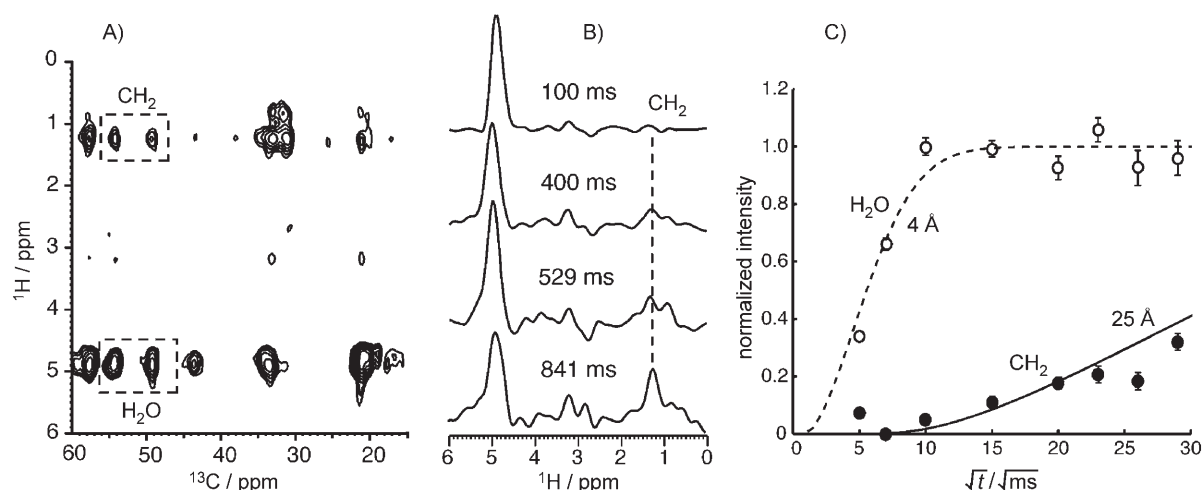 A)
B)
C)
0
1
2
3
4
5
6
¹H / ppm
CH₂
H₂O
60
50
40
30
20
¹³C / ppm
100 ms
CH₂
400 ms
529 ms
841 ms
6
5
4
3
2
1
0
¹H / ppm
1.2
1.0
0.8
0.6
0.4
0.2
0
normalized intensity
H₂O
4 Å
25 Å
CH₂
0
5
10
15
20
25
30
√t / √ms